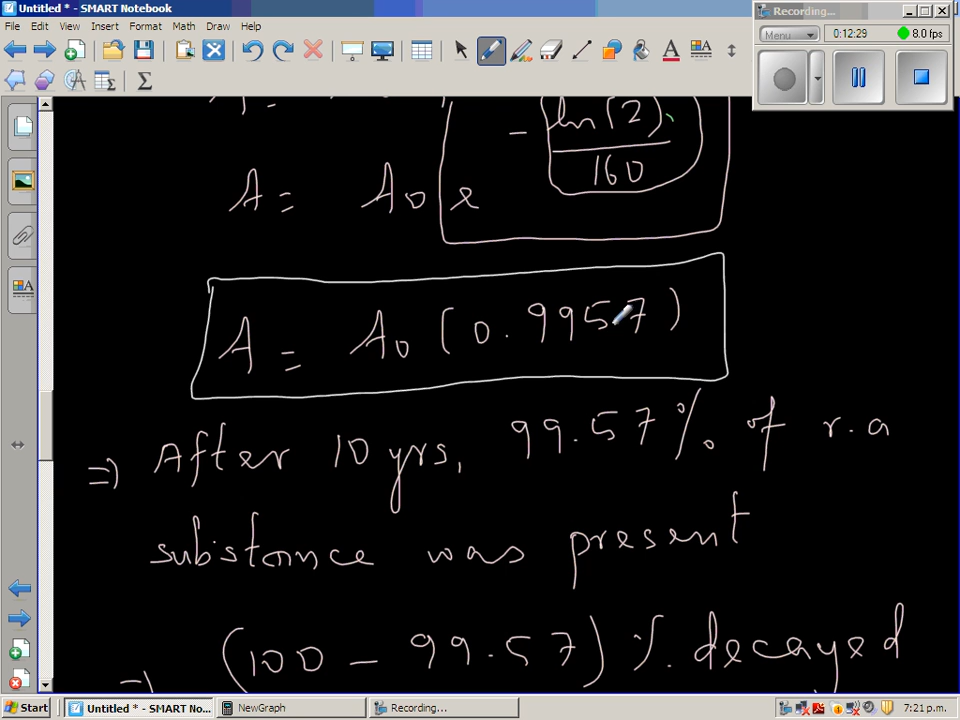 Untitled * - SMART Notebook
Recording...
File Edit View Insert Format Math Draw Help
Menu 0:12:29 8.0 fps
- ln(2)
160
A = A0 e
A = A0 (0.9957)
=> After 10 yrs, 99.57% of r.a
substance was present
(100 - 99.57)% decayed
Start Untitled * - SMART No... NewGraph Recording... 7:21 p.m.